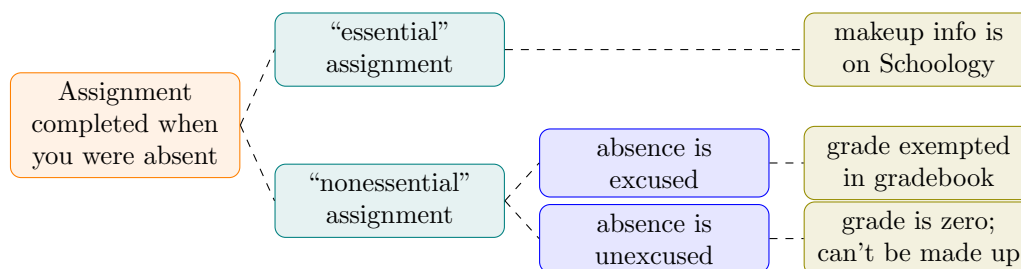 Assignment
completed when
you were absent
“essential”
assignment
makeup info is
on Schoology
“nonessential”
assignment
absence is
excused
grade exempted
in gradebook
absence is
unexcused
grade is zero;
can't be made up